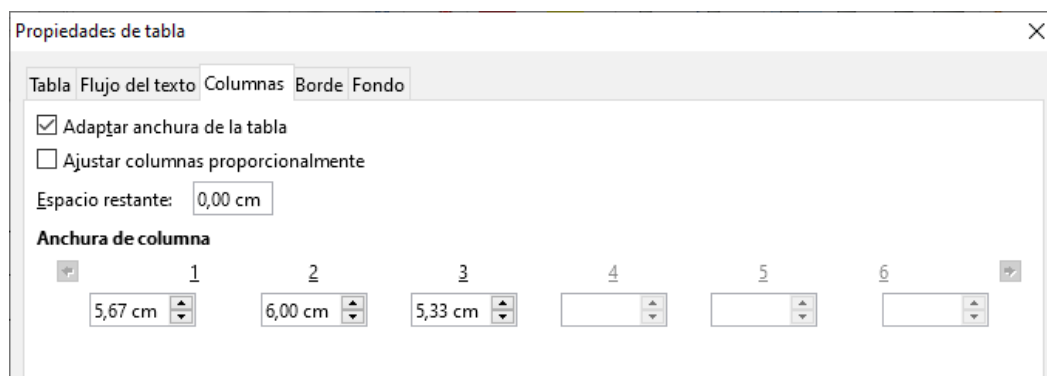 Propiedades de tabla
Tabla Flujo del texto Columnas Borde Fondo
Adaptar anchura de la tabla
Ajustar columnas proporcionalmente
Espacio restante: 0,00 cm
Anchura de columna
1 2 3 4 5 6
5,67 cm 6,00 cm 5,33 cm